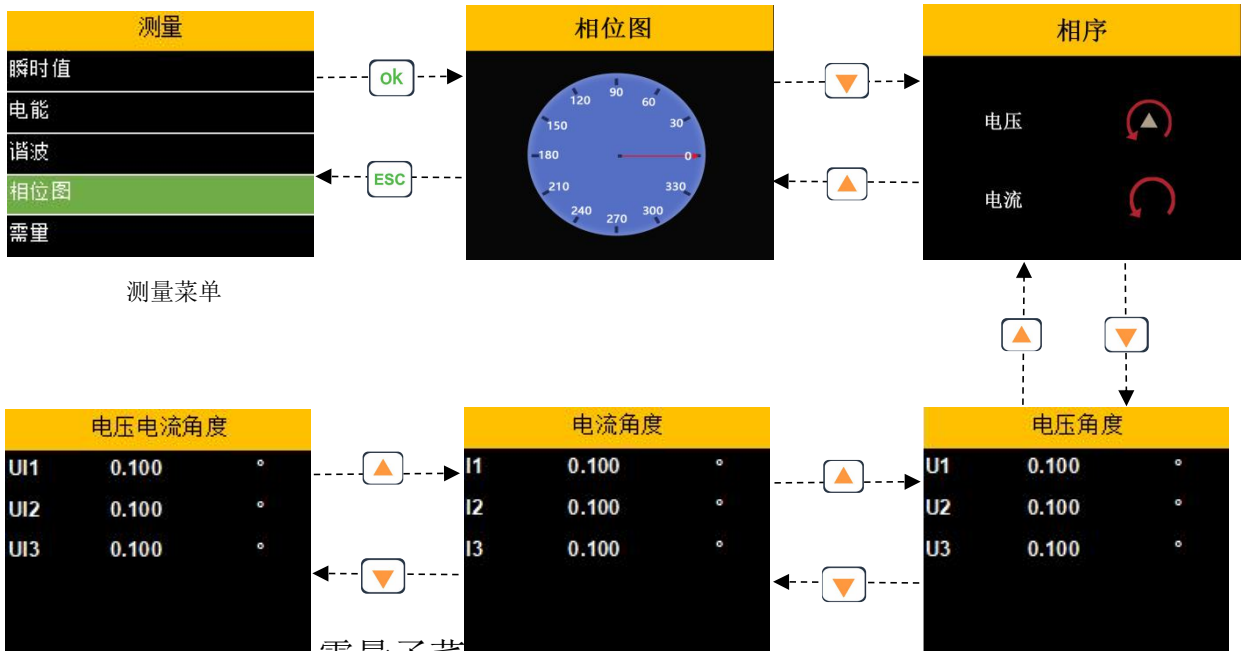 测量
瞬时值
电能
谐波
相位图
需量
测量菜单
ok
ESC
相位图
90
120
60
150
30
180
0
210
330
240
300
270
相序
电压
电流
电压电流角度
UI1 0.100 °
UI2 0.100 °
UI3 0.100 °
电流角度
I1 0.100 °
I2 0.100 °
I3 0.100 °
电压角度
U1 0.100 °
U2 0.100 °
U3 0.100 °